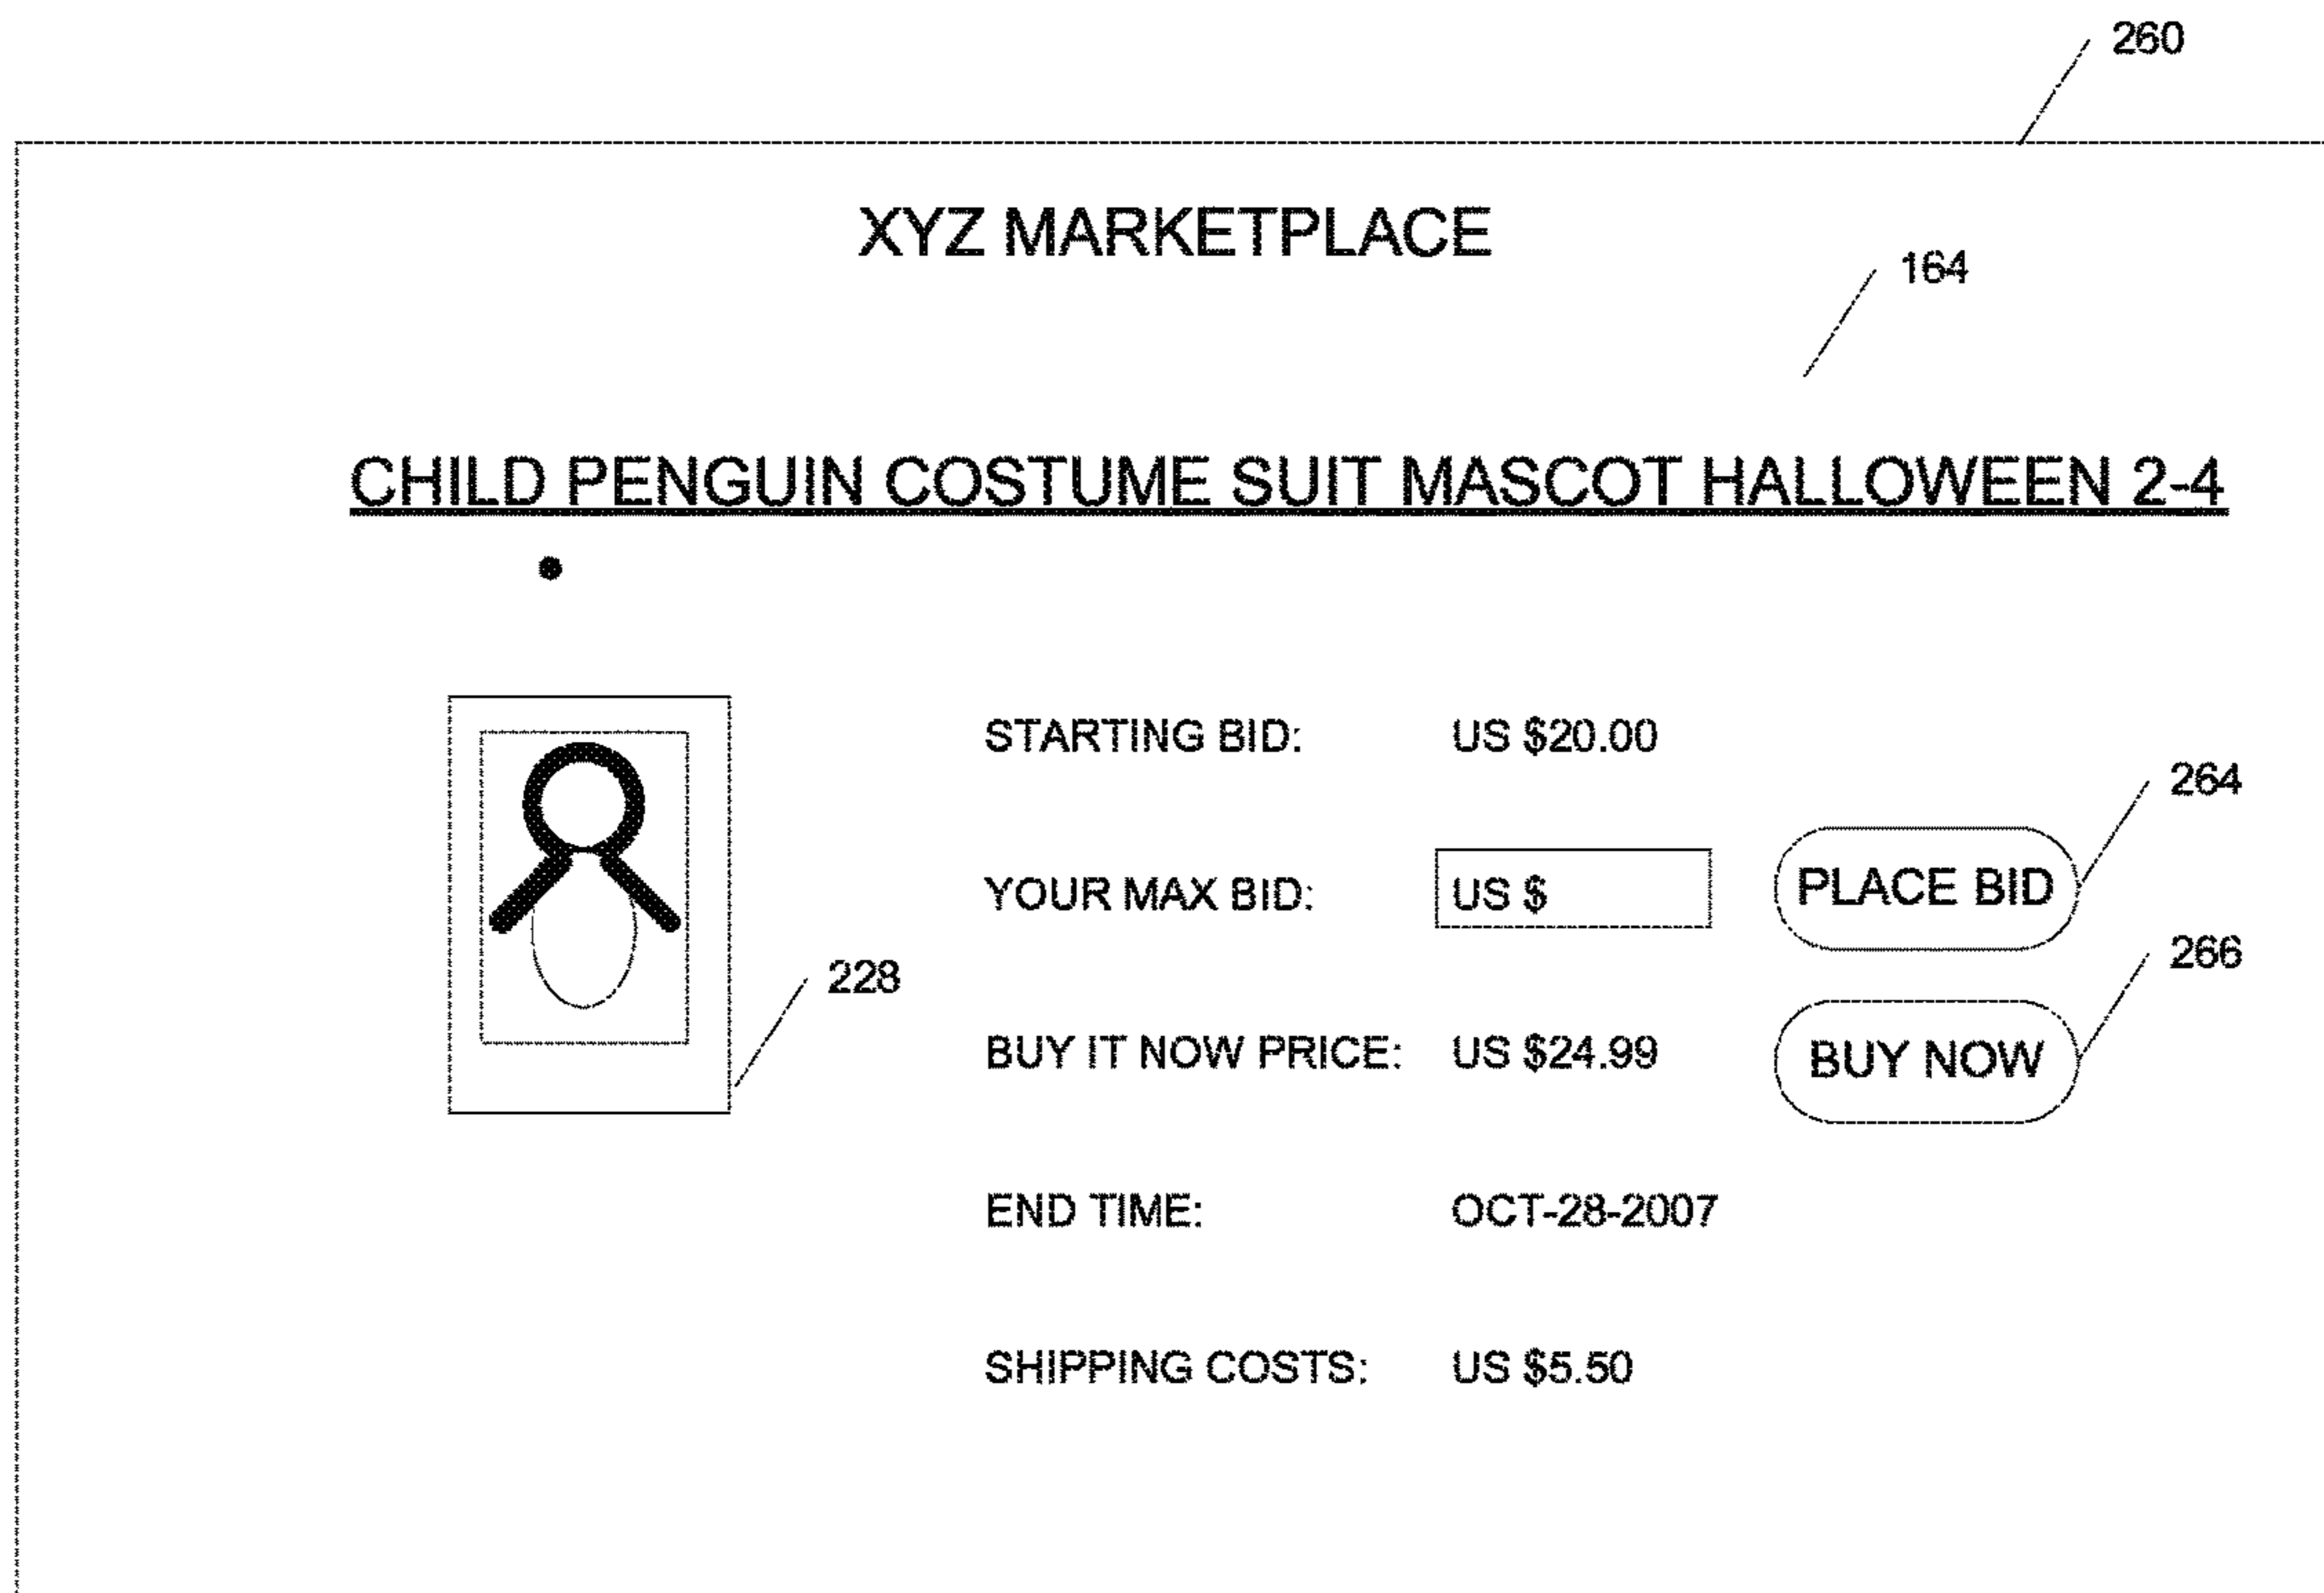 260
XYZ MARKETPLACE
164
CHILD PENGUIN COSTUME SUIT MASCOT HALLOWEEN 2-4
STARTING BID: US $20.00
264
YOUR MAX BID: US $ PLACE BID
228
266
BUY IT NOW PRICE: US $24.99 BUY NOW
END TIME: OCT-28-2007
SHIPPING COSTS: US $5.50